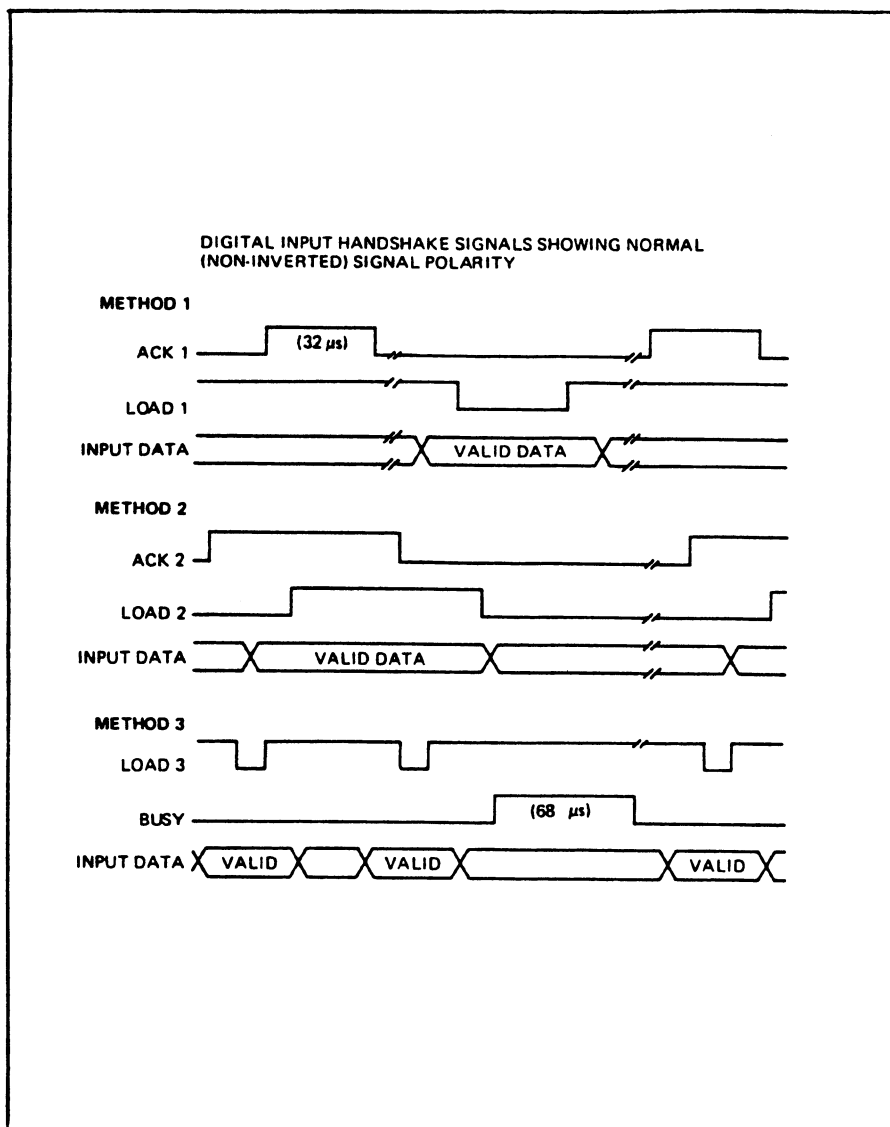 DIGITAL INPUT HANDSHAKE SIGNALS SHOWING NORMAL
(NON-INVERTED) SIGNAL POLARITY
METHOD 1
ACK 1
(32 µs)
LOAD 1
INPUT DATA
VALID DATA
METHOD 2
ACK 2
LOAD 2
INPUT DATA
VALID DATA
METHOD 3
LOAD 3
BUSY
(68 µs)
INPUT DATA
VALID
VALID
VALID